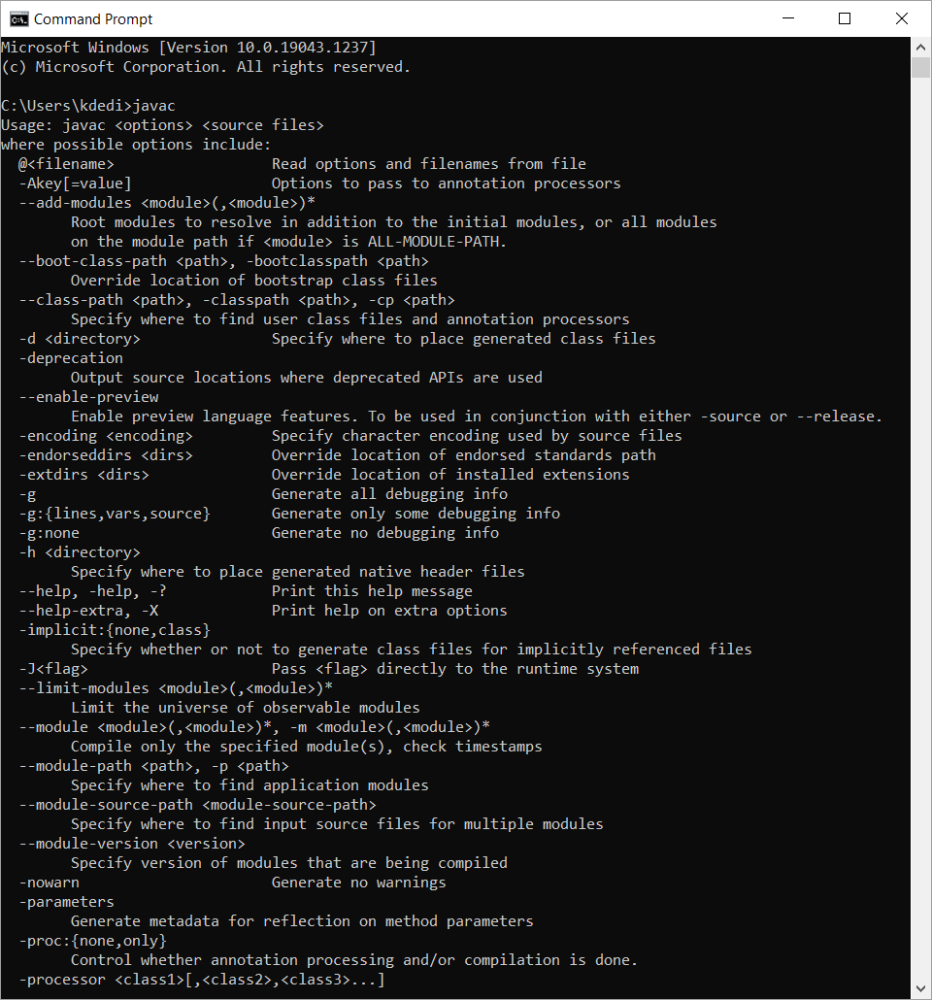 Command Prompt
Microsoft Windows [Version 10.0.19043.1237]
(c) Microsoft Corporation. All rights reserved.
C:\Users\kdedi>javac
Usage: javac <options> <source files>
where possible options include:
  @<filename>                  Read options and filenames from file
  -Akey[=value]                Options to pass to annotation processors
  --add-modules <module>(,<module>)*
        Root modules to resolve in addition to the initial modules, or all modules
        on the module path if <module> is ALL-MODULE-PATH.
  --boot-class-path <path>, -bootclasspath <path>
        Override location of bootstrap class files
  --class-path <path>, -classpath <path>, -cp <path>
        Specify where to find user class files and annotation processors
  -d <directory>               Specify where to place generated class files
  -deprecation
        Output source locations where deprecated APIs are used
  --enable-preview
        Enable preview language features. To be used in conjunction with either -source or --release.
  -encoding <encoding>         Specify character encoding used by source files
  -endorseddirs <dirs>         Override location of endorsed standards path
  -extdirs <dirs>              Override location of installed extensions
  -g                           Generate all debugging info
  -g:{lines,vars,source}       Generate only some debugging info
  -g:none                      Generate no debugging info
  -h <directory>
        Specify where to place generated native header files
  --help, -help, -?            Print this help message
  --help-extra, -X             Print help on extra options
  -implicit:{none,class}
        Specify whether or not to generate class files for implicitly referenced files
  -J<flag>                     Pass <flag> directly to the runtime system
  --limit-modules <module>(,<module>)*
        Limit the universe of observable modules
  --module <module>(,<module>)*, -m <module>(,<module>)*
        Compile only the specified module(s), check timestamps
  --module-path <path>, -p <path>
        Specify where to find application modules
  --module-source-path <module-source-path>
        Specify where to find input source files for multiple modules
  --module-version <version>
        Specify version of modules that are being compiled
  -nowarn                      Generate no warnings
  -parameters
        Generate metadata for reflection on method parameters
  -proc:{none,only}
        Control whether annotation processing and/or compilation is done.
  -processor <class1>[,<class2>,<class3>...]